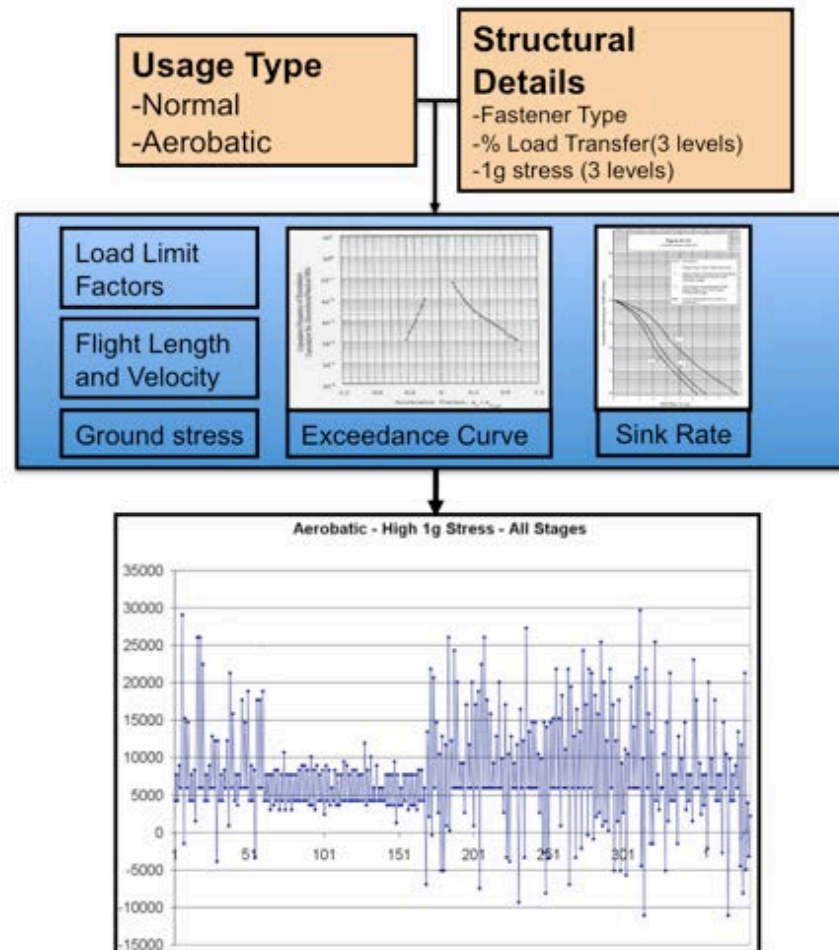 Usage Type
-Normal
-Aerobatic
Structural
Details
-Fastener Type
-% Load Transfer(3 levels)
-1g stress (3 levels)
Load Limit
Factors
Flight Length
and Velocity
Ground stress
Exceedance Curve
Sink Rate
Aerobatic - High 1g Stress - All Stages
35000
30000
25000
20000
15000
10000
5000
0
-5000
-10000
-15000
1 51 101 151 201 251 301